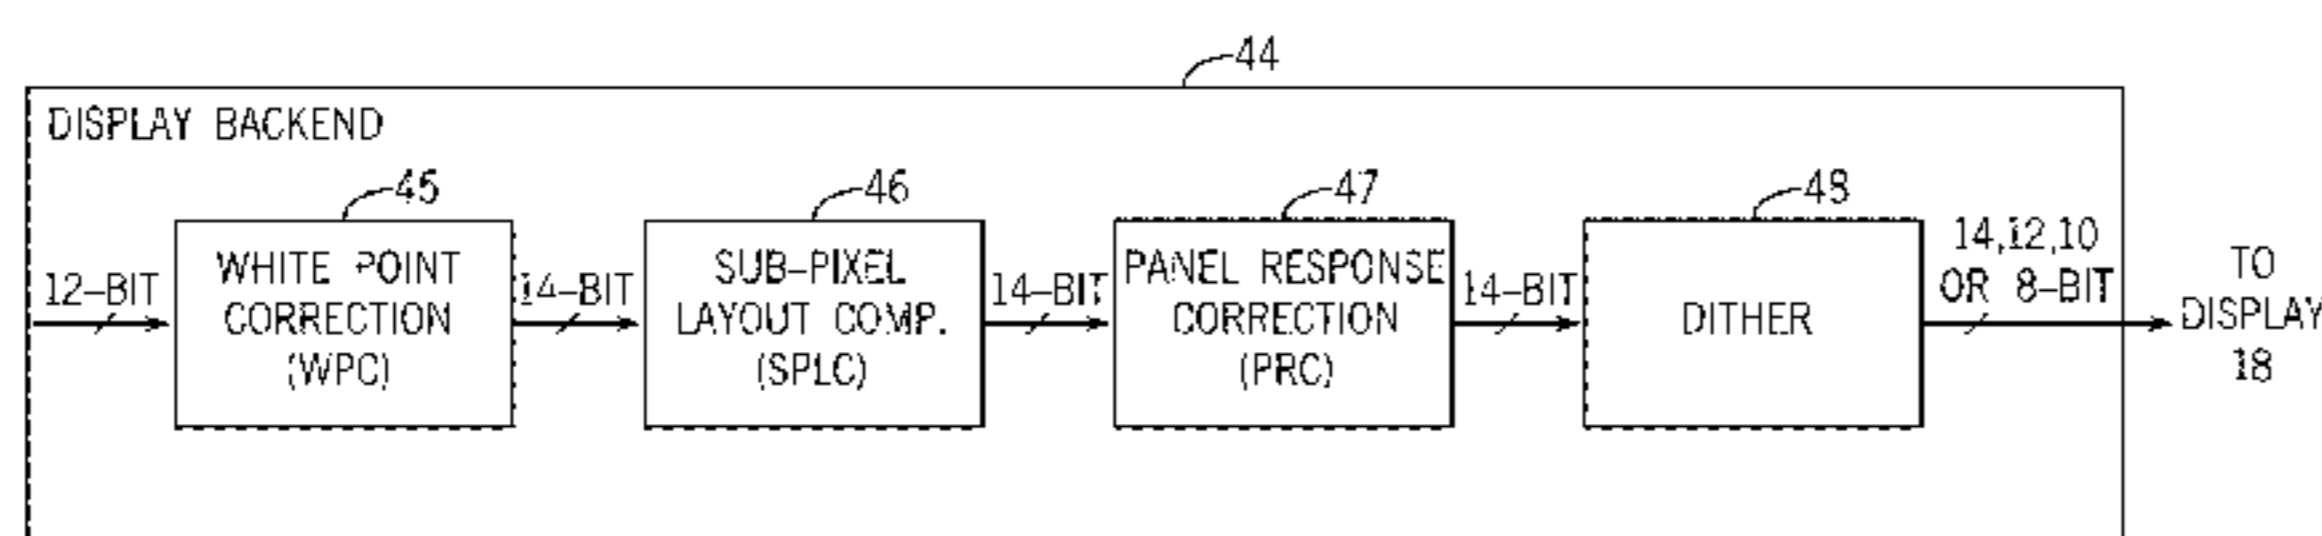 44
DISPLAY BACKEND
45
46
47
48
12-BIT
WHITE POINT
CORRECTION
(WPC)
14-BIT
SUB-PIXEL
LAYOUT COMP.
(SPLC)
14-BIT
PANEL RESPONSE
CORRECTION
(PRC)
14-BIT
DITHER
14,12,10
OR 8-BIT
TO
DISPLAY
18